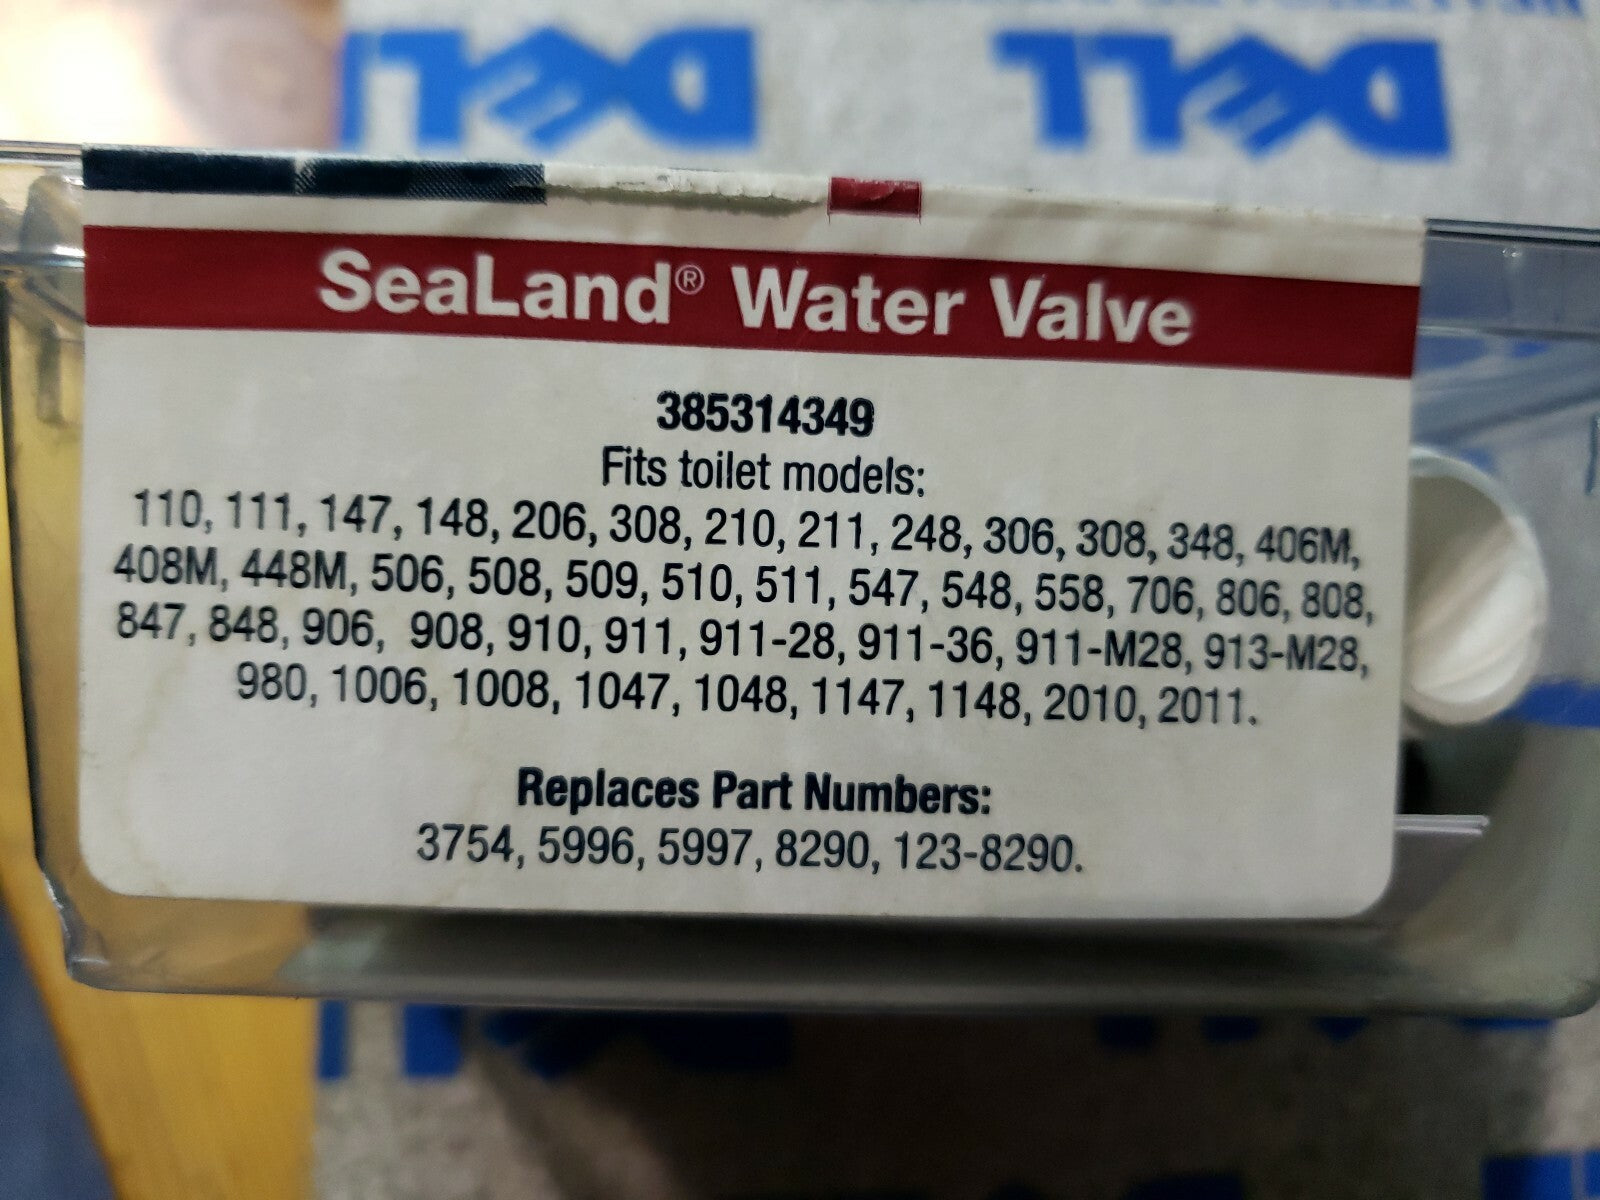 DELL DELL
SeaLand® Water Valve
385314349
Fits toilet models:
110, 111, 147, 148, 206, 308, 210, 211, 248, 306, 308, 348, 406M,
408M, 448M, 506, 508, 509, 510, 511, 547, 548, 558, 706, 806, 808,
847, 848, 906, 908, 910, 911, 911-28, 911-36, 911-M28, 913-M28,
980, 1006, 1008, 1047, 1048, 1147, 1148, 2010, 2011.
Replaces Part Numbers:
3754, 5996, 5997, 8290, 123-8290.